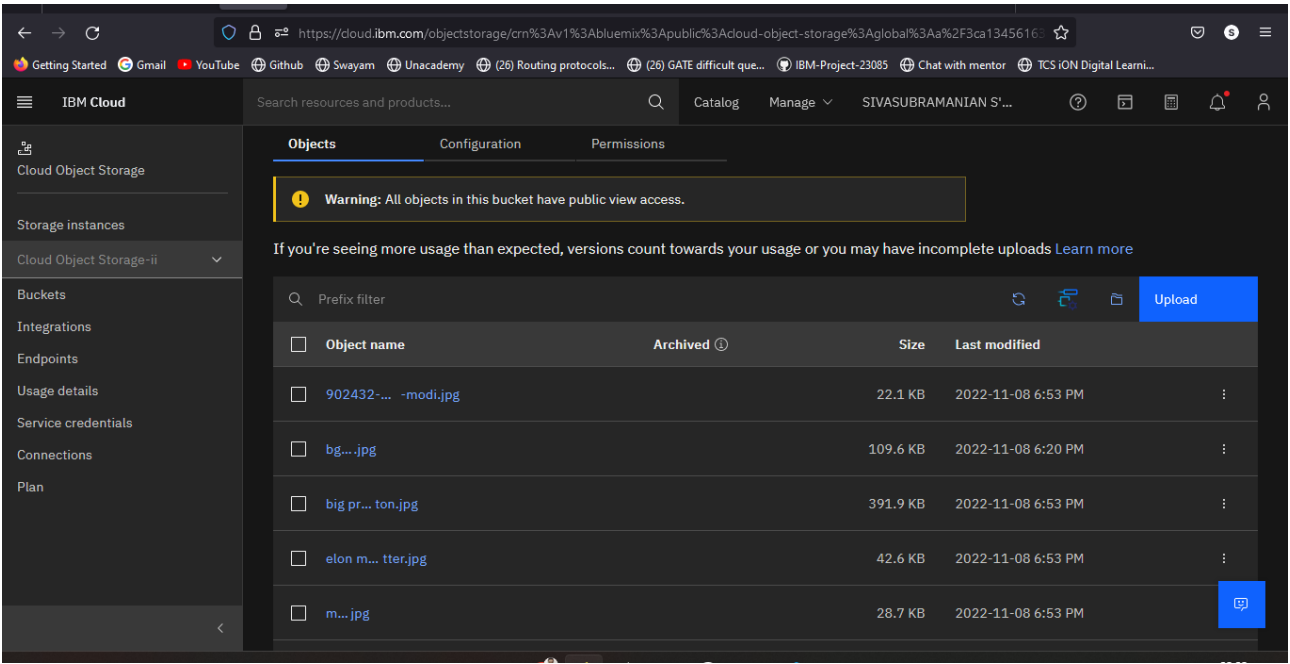 https://cloud.ibm.com/objectstorage/crn%3Av1%3Abluemix%3Apublic%3Acloud-object-storage%3Aglobal%3Aa%2F3ca13456163
Getting Started Gmail YouTube Github Swayam Unacademy (26) Routing protocols... (26) GATE difficult que... IBM-Project-23085 Chat with mentor TCS iON Digital Learni...
IBM Cloud Search resources and products... Catalog Manage SIVASUBRAMANIAN S'...
Cloud Object Storage
Storage instances
Cloud Object Storage-ii
Buckets
Integrations
Endpoints
Usage details
Service credentials
Connections
Plan
Objects Configuration Permissions
Warning: All objects in this bucket have public view access.
If you're seeing more usage than expected, versions count towards your usage or you may have incomplete uploads Learn more
Prefix filter Upload
Object name Archived Size Last modified
902432-... -modi.jpg 22.1 KB 2022-11-08 6:53 PM
bg... .jpg 109.6 KB 2022-11-08 6:20 PM
big pr... ton.jpg 391.9 KB 2022-11-08 6:53 PM
elon m... tter.jpg 42.6 KB 2022-11-08 6:53 PM
m... jpg 28.7 KB 2022-11-08 6:53 PM